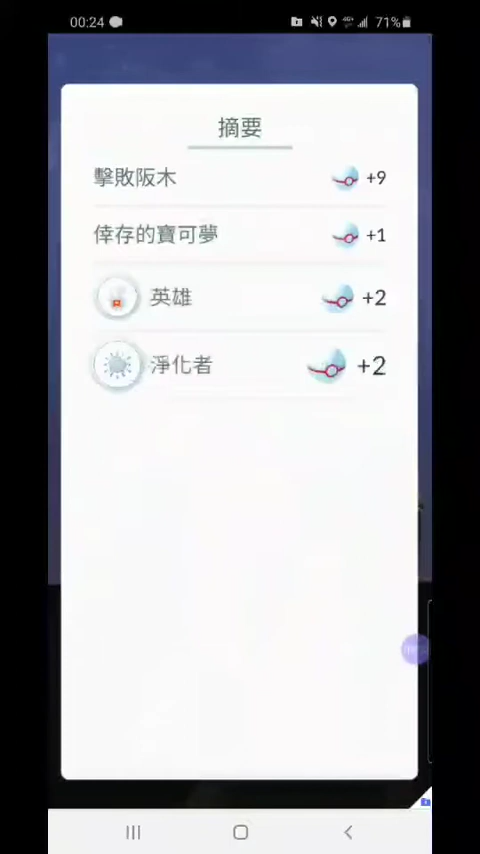 00:24 71%
摘要
擊敗阪木 +9
倖存的寶可夢 +1
英雄 +2
淨化者 +2